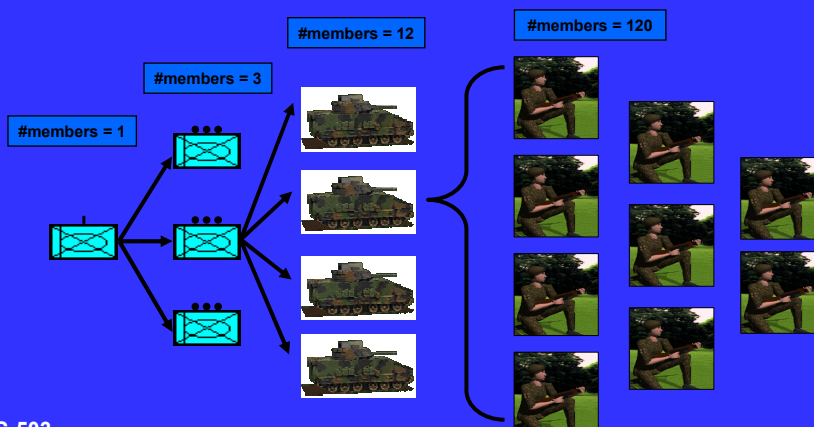 #members = 1
#members = 3
#members = 12
#members = 120